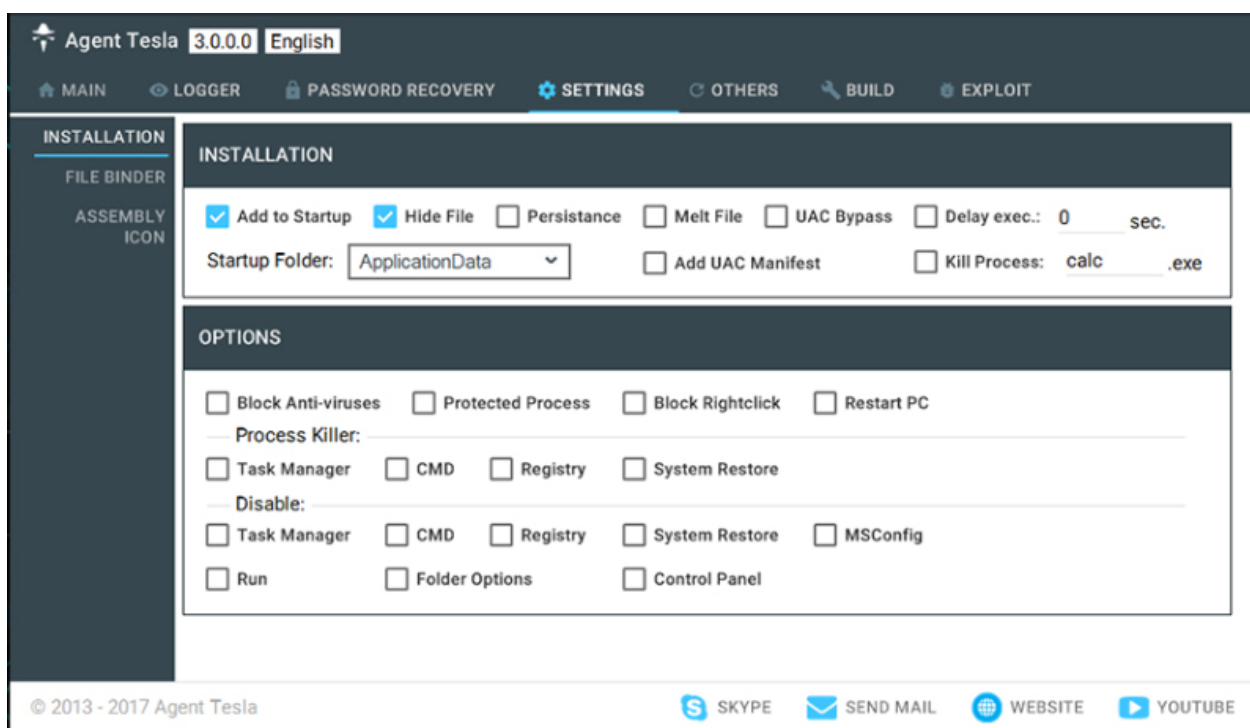 Agent Tesla 3.0.0.0 English
MAIN LOGGER PASSWORD RECOVERY SETTINGS OTHERS BUILD EXPLOIT
INSTALLATION
FILE BINDER
ASSEMBLY
ICON
INSTALLATION
Add to Startup Hide File Persistance Melt File UAC Bypass Delay exec.: 0 sec.
Startup Folder: ApplicationData Add UAC Manifest Kill Process: calc .exe
OPTIONS
Block Anti-viruses Protected Process Block Rightclick Restart PC
Process Killer:
Task Manager CMD Registry System Restore
Disable:
Task Manager CMD Registry System Restore MSConfig
Run Folder Options Control Panel
© 2013 - 2017 Agent Tesla SKYPE SEND MAIL WEBSITE YOUTUBE